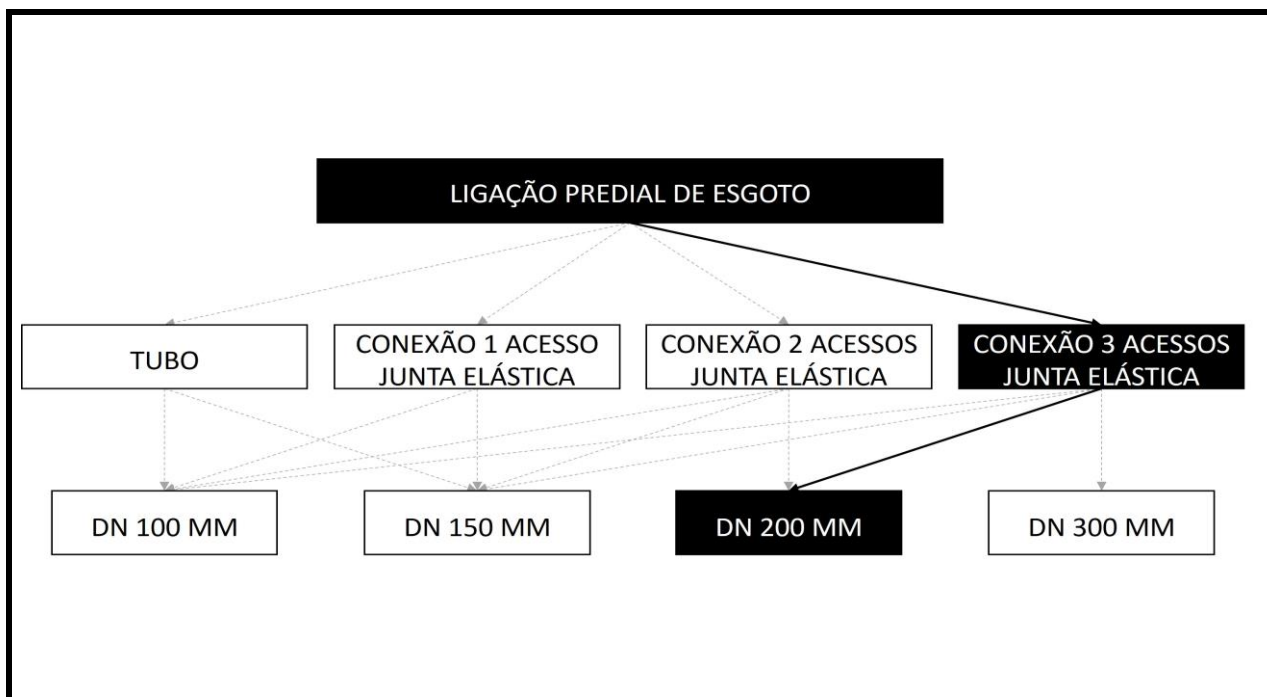 LIGAÇÃO PREDIAL DE ESGOTO
TUBO
CONEXÃO 1 ACESSO
JUNTA ELÁSTICA
CONEXÃO 2 ACESSOS
JUNTA ELÁSTICA
CONEXÃO 3 ACESSOS
JUNTA ELÁSTICA
DN 100 MM
DN 150 MM
DN 200 MM
DN 300 MM